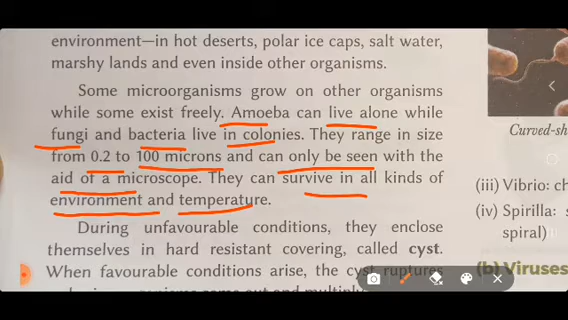 environment—in hot deserts, polar ice caps, salt water,
marshy lands and even inside other organisms.
Some microorganisms grow on other organisms
while some exist freely. Amoeba can live alone while
fungi and bacteria live in colonies. They range in size
from 0.2 to 100 microns and can only be seen with the
aid of a microscope. They can survive in all kinds of
environment and temperature.
During unfavourable conditions, they enclose
themselves in hard resistant covering, called cyst.
When favourable conditions arise, the cyst ruptures
Curved-sh
(iii) Vibrio: c
(iv) Spirilla: s
spiral)
(b) Viruses